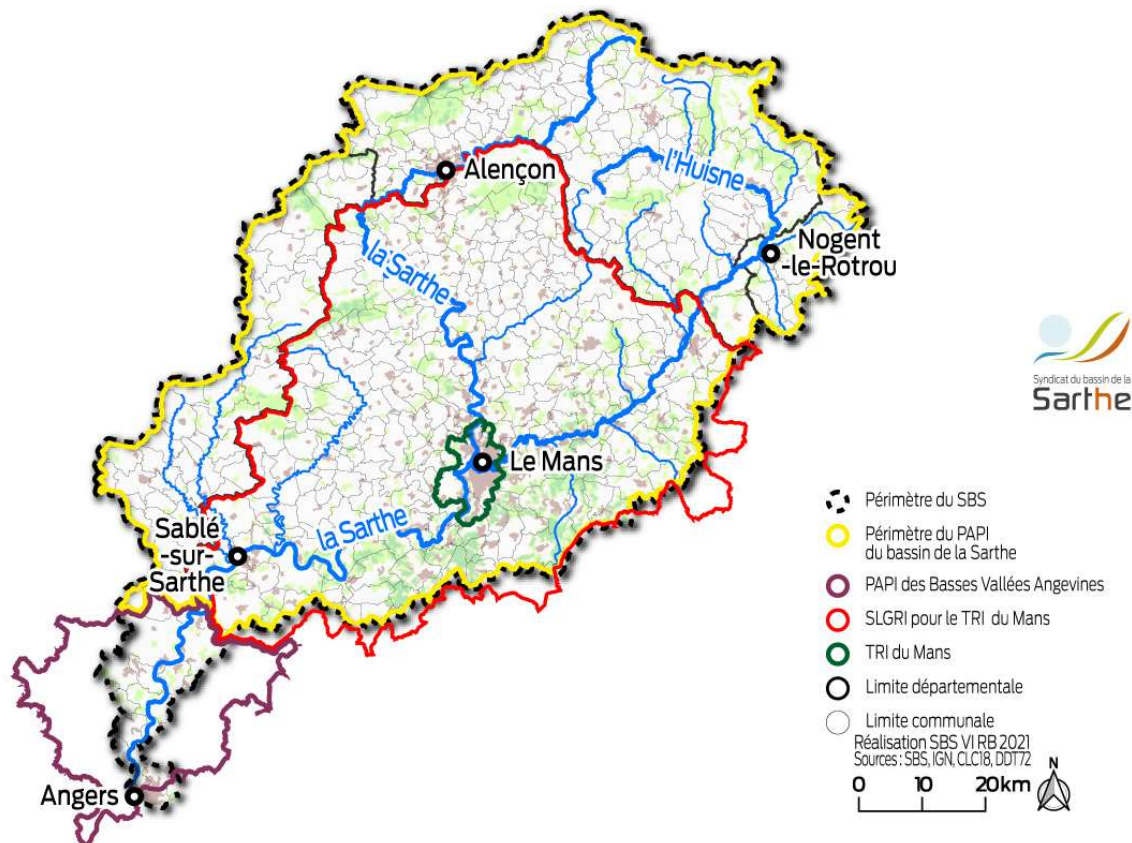 Alençon
l'Huisne
Nogent
-le-Rotrou
la Sarthe
Le Mans
la Sarthe
Sablé
-sur-
Sarthe
Angers
Syndicat du bassin de la
Sarthe
Périmètre du SBS
Périmètre du PAPI
du bassin de la Sarthe
PAPI des Basses Vallées Angevines
SLGRI pour le TRI du Mans
TRI du Mans
Limite départementale
Limite communale
Réalisation SBS VI RB 2021
Sources : SBS, IGN, CLC18, DDT72
0 10 20km
N